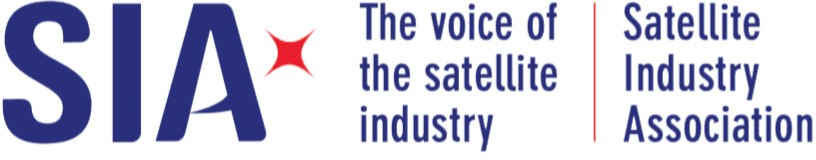 SIA
The voice of
the satellite
industry
Satellite
Industry
Association